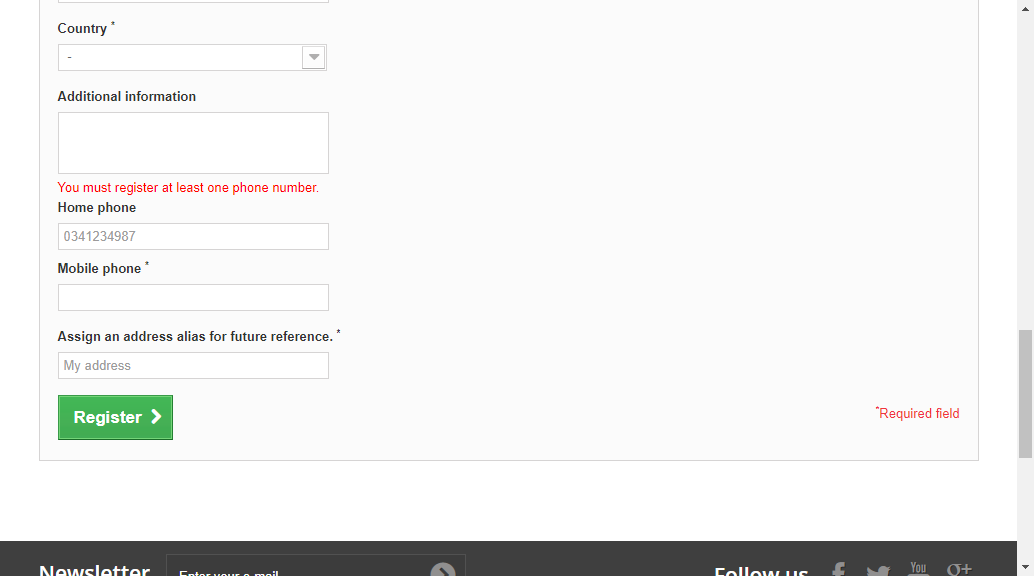 Country *
-
Additional information
You must register at least one phone number.
Home phone
0341234987
Mobile phone *
Assign an address alias for future reference. *
My address
Register
*Required field
Newsletter
Enter your e-mail
Follow us
You
g+